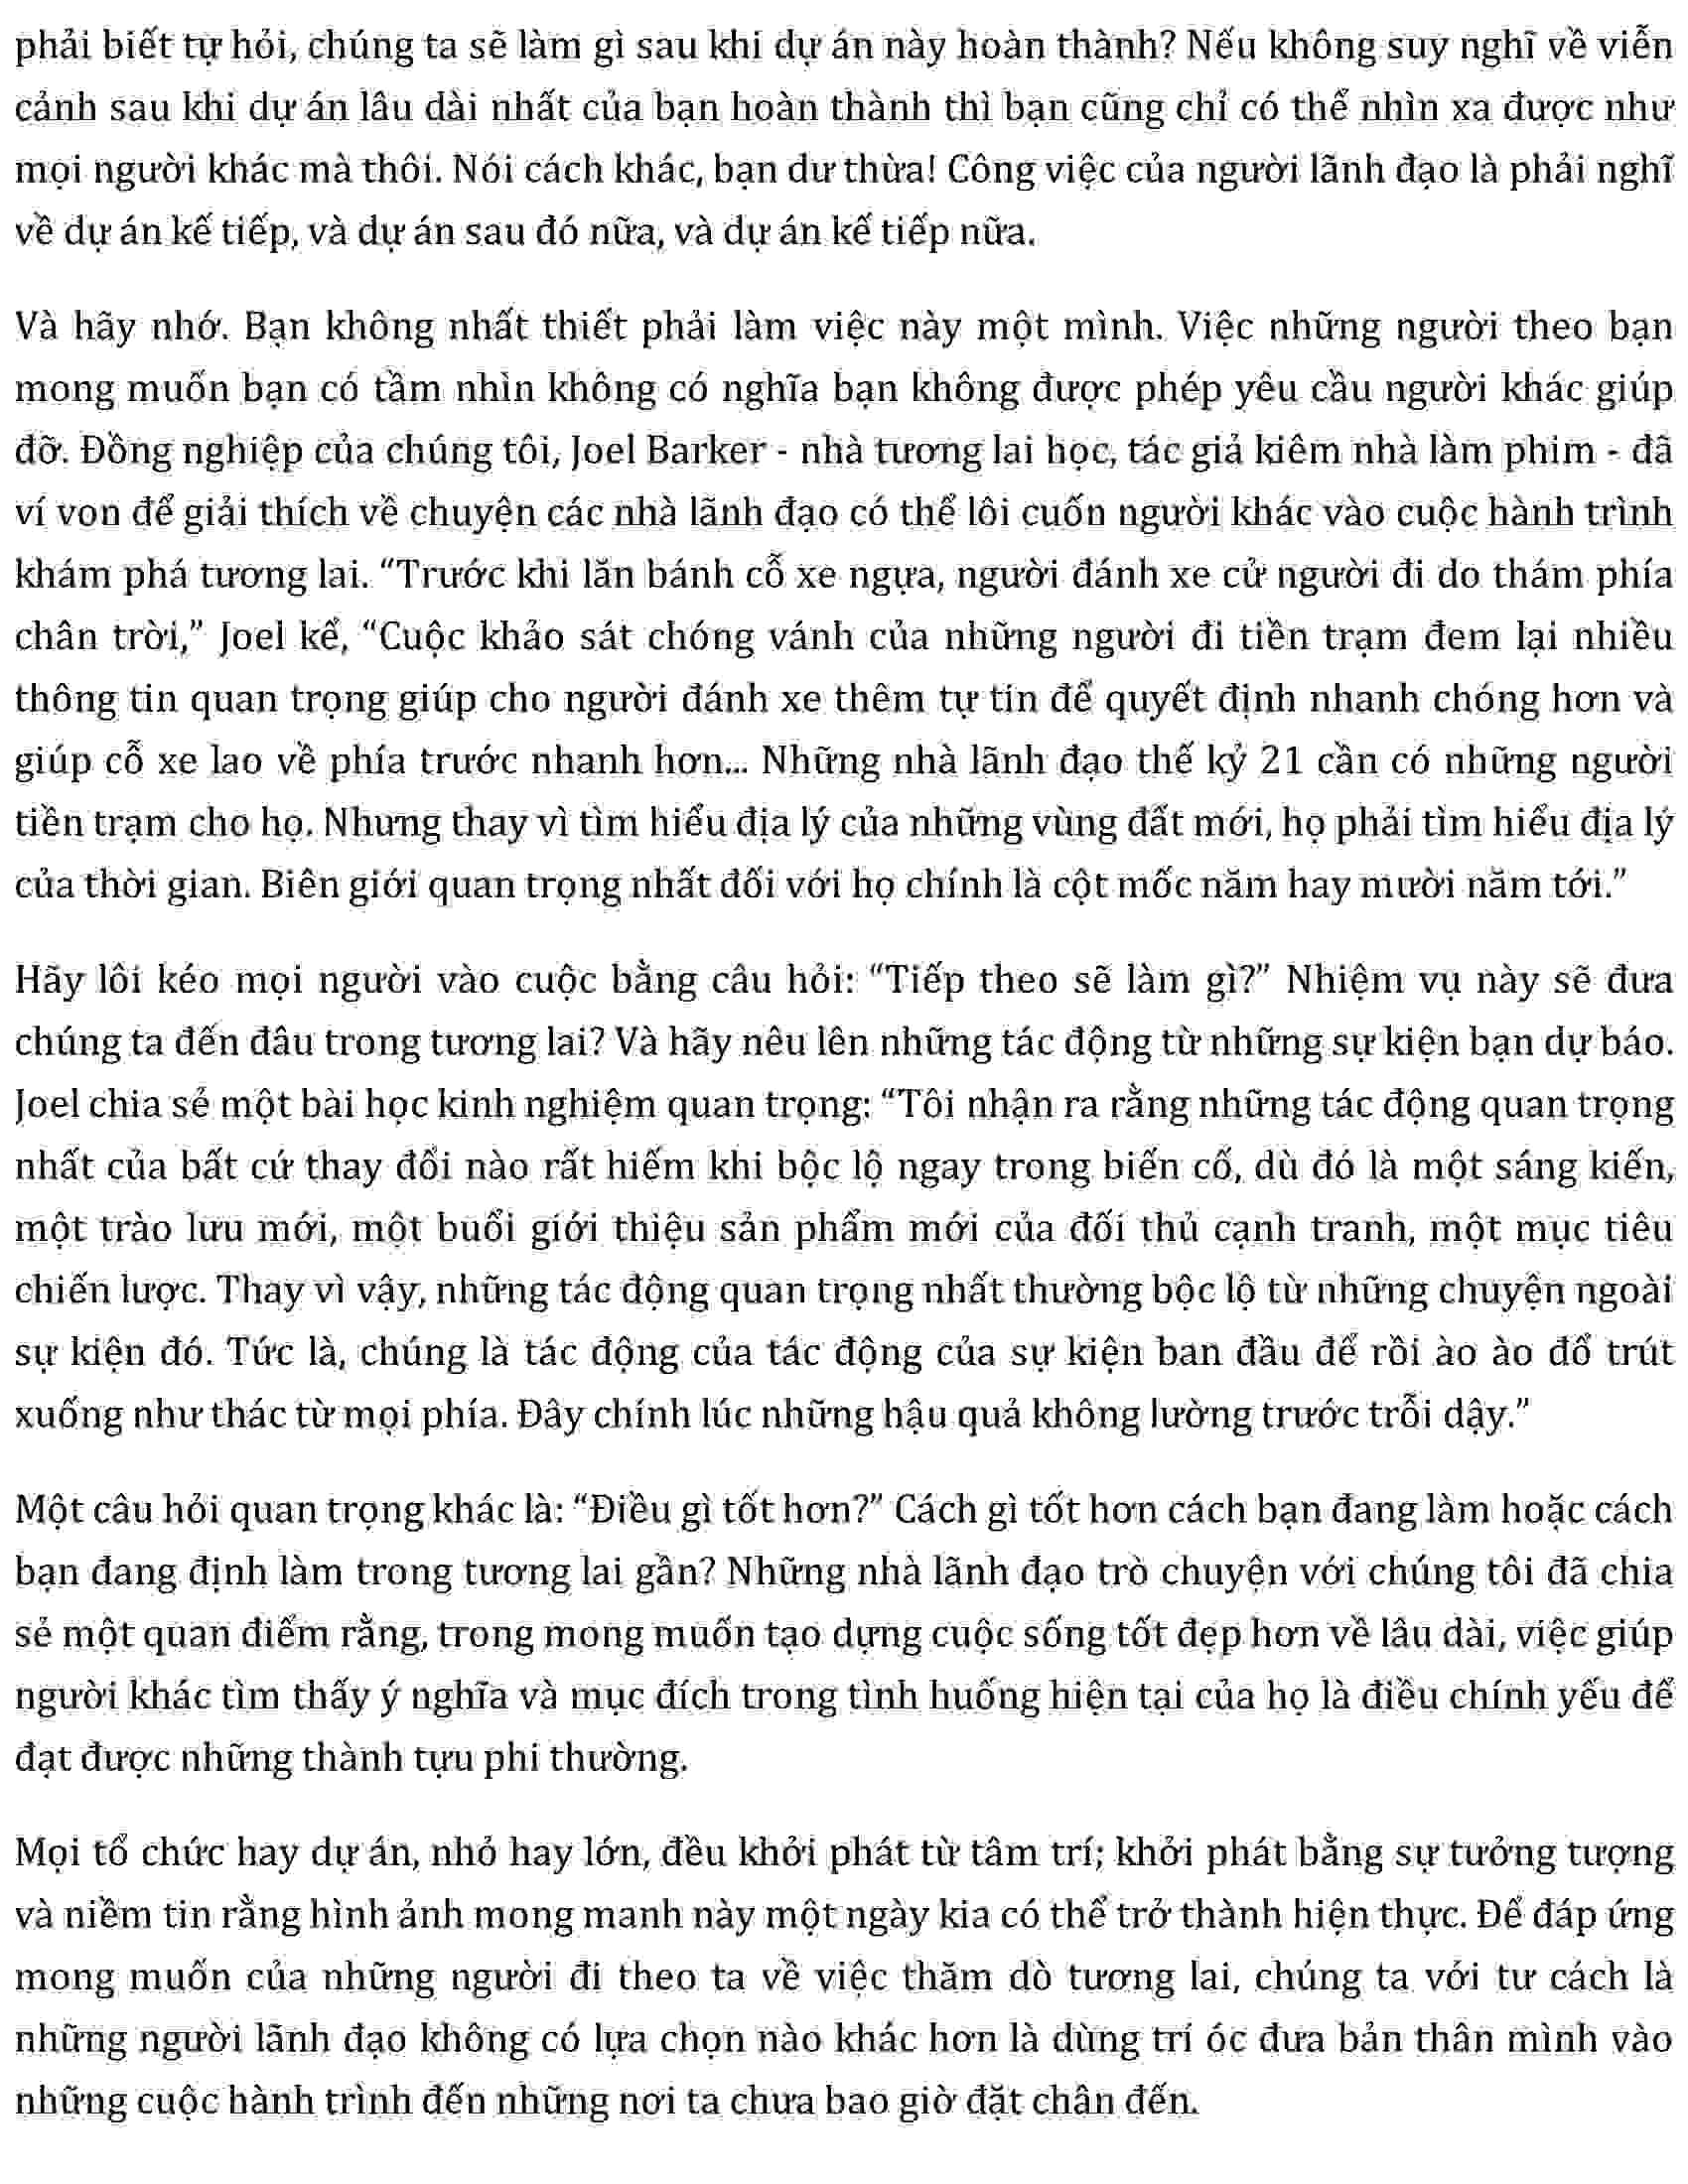 phải biết tự hỏi, chúng ta sẽ làm gì sau khi dự án này hoàn thành? Nếu không suy nghĩ về viễn
cảnh sau khi dự án lâu dài nhất của bạn hoàn thành thì bạn cũng chỉ có thể nhìn xa được như
mọi người khác mà thôi. Nói cách khác, bạn dư thừa! Công việc của người lãnh đạo là phải nghĩ
về dự án kế tiếp, và dự án sau đó nữa, và dự án kế tiếp nữa.
Và hãy nhớ. Bạn không nhất thiết phải làm việc này một mình. Việc những người theo bạn
mong muốn bạn có tầm nhìn không có nghĩa bạn không được phép yêu cầu người khác giúp
đỡ. Đồng nghiệp của chúng tôi, Joel Barker - nhà tương lai học, tác giả kiêm nhà làm phim - đã
ví von để giải thích về chuyện các nhà lãnh đạo có thể lôi cuốn người khác vào cuộc hành trình
khám phá tương lai. “Trước khi lăn bánh cỗ xe ngựa, người đánh xe cử người đi do thám phía
chân trời,” Joel kể, “Cuộc khảo sát chóng vánh của những người đi tiền trạm đem lại nhiều
thông tin quan trọng giúp cho người đánh xe thêm tự tin để quyết định nhanh chóng hơn và
giúp cỗ xe lao về phía trước nhanh hơn... Những nhà lãnh đạo thế kỷ 21 cần có những người
tiền trạm cho họ. Nhưng thay vì tìm hiểu địa lý của những vùng đất mới, họ phải tìm hiểu địa lý
của thời gian. Biên giới quan trọng nhất đối với họ chính là cột mốc năm hay mười năm tới.”
Hãy lôi kéo mọi người vào cuộc bằng câu hỏi: “Tiếp theo sẽ làm gì?” Nhiệm vụ này sẽ đưa
chúng ta đến đâu trong tương lai? Và hãy nêu lên những tác động từ những sự kiện bạn dự báo.
Joel chia sẻ một bài học kinh nghiệm quan trọng: “Tôi nhận ra rằng những tác động quan trọng
nhất của bất cứ thay đổi nào rất hiếm khi bộc lộ ngay trong biến cố, dù đó là một sáng kiến,
một trào lưu mới, một buổi giới thiệu sản phẩm mới của đối thủ cạnh tranh, một mục tiêu
chiến lược. Thay vì vậy, những tác động quan trọng nhất thường bộc lộ từ những chuyện ngoài
sự kiện đó. Tức là, chúng là tác động của tác động của sự kiện ban đầu để rồi ào ào đổ trút
xuống như thác từ mọi phía. Đây chính lúc những hậu quả không lường trước trỗi dậy.”
Một câu hỏi quan trọng khác là: “Điều gì tốt hơn?” Cách gì tốt hơn cách bạn đang làm hoặc cách
bạn đang định làm trong tương lai gần? Những nhà lãnh đạo trò chuyện với chúng tôi đã chia
sẻ một quan điểm rằng, trong mong muốn tạo dựng cuộc sống tốt đẹp hơn về lâu dài, việc giúp
người khác tìm thấy ý nghĩa và mục đích trong tình huống hiện tại của họ là điều chính yếu để
đạt được những thành tựu phi thường.
Mọi tổ chức hay dự án, nhỏ hay lớn, đều khởi phát từ tâm trí; khởi phát bằng sự tưởng tượng
và niềm tin rằng hình ảnh mong manh này một ngày kia có thể trở thành hiện thực. Để đáp ứng
mong muốn của những người đi theo ta về việc thăm dò tương lai, chúng ta với tư cách là
những người lãnh đạo không có lựa chọn nào khác hơn là dùng trí óc đưa bản thân mình vào
những cuộc hành trình đến những nơi ta chưa bao giờ đặt chân đến.